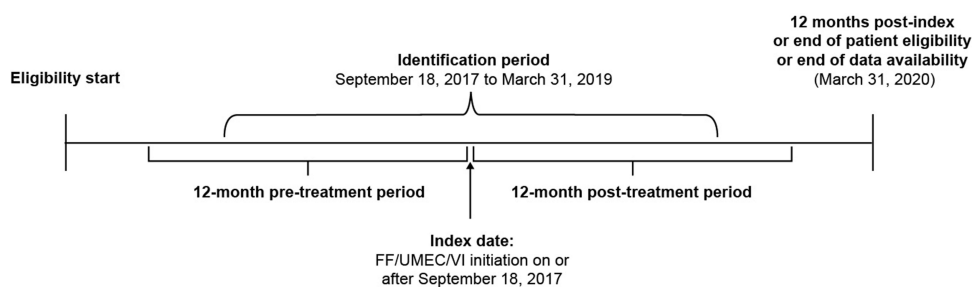 Eligibility start
Identification period
September 18, 2017 to March 31, 2019
12 months post-index
or end of patient eligibility
or end of data availability
(March 31, 2020)
12-month pre-treatment period
12-month post-treatment period
Index date:
FF/UMEC/VI initiation on or
after September 18, 2017